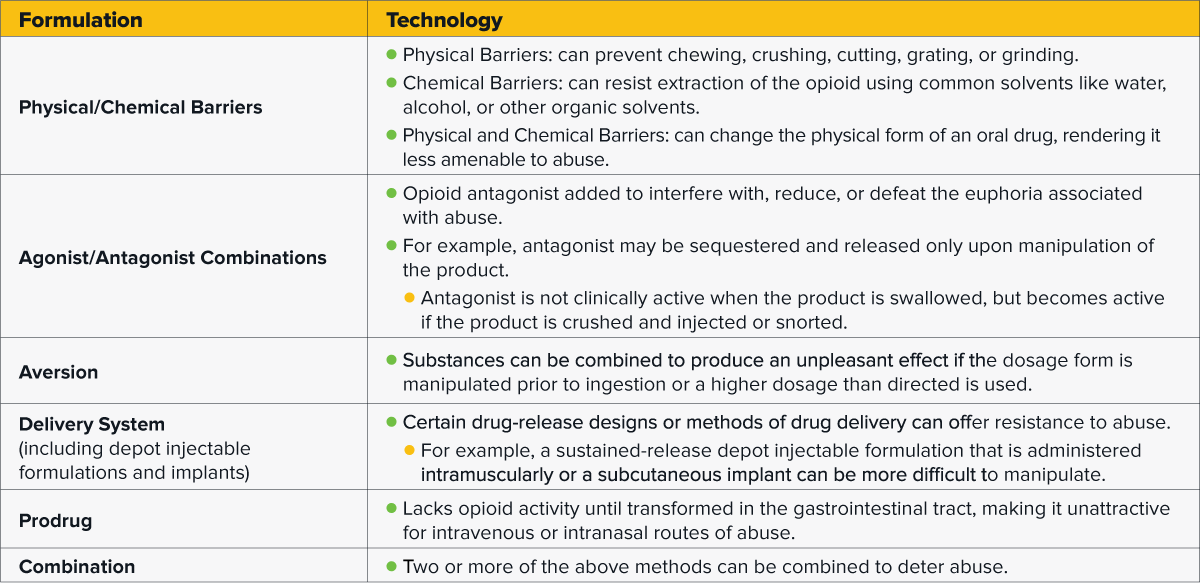 Formulation
Technology
Physical/Chemical Barriers
● Physical Barriers: can prevent chewing, crushing, cutting, grating, or grinding.
● Chemical Barriers: can resist extraction of the opioid using common solvents like water,
alcohol, or other organic solvents.
● Physical and Chemical Barriers: can change the physical form of an oral drug, rendering it
less amenable to abuse.
Agonist/Antagonist Combinations
● Opioid antagonist added to interfere with, reduce, or defeat the euphoria associated
with abuse.
● For example, antagonist may be sequestered and released only upon manipulation of
the product.
● Antagonist is not clinically active when the product is swallowed, but becomes active
if the product is crushed and injected or snorted.
Aversion
● Substances can be combined to produce an unpleasant effect if the dosage form is
manipulated prior to ingestion or a higher dosage than directed is used.
Delivery System
(including depot injectable
formulations and implants)
● Certain drug-release designs or methods of drug delivery can offer resistance to abuse.
● For example, a sustained-release depot injectable formulation that is administered
intramuscularly or a subcutaneous implant can be more difficult to manipulate.
Prodrug
● Lacks opioid activity until transformed in the gastrointestinal tract, making it unattractive
for intravenous or intranasal routes of abuse.
Combination
● Two or more of the above methods can be combined to deter abuse.